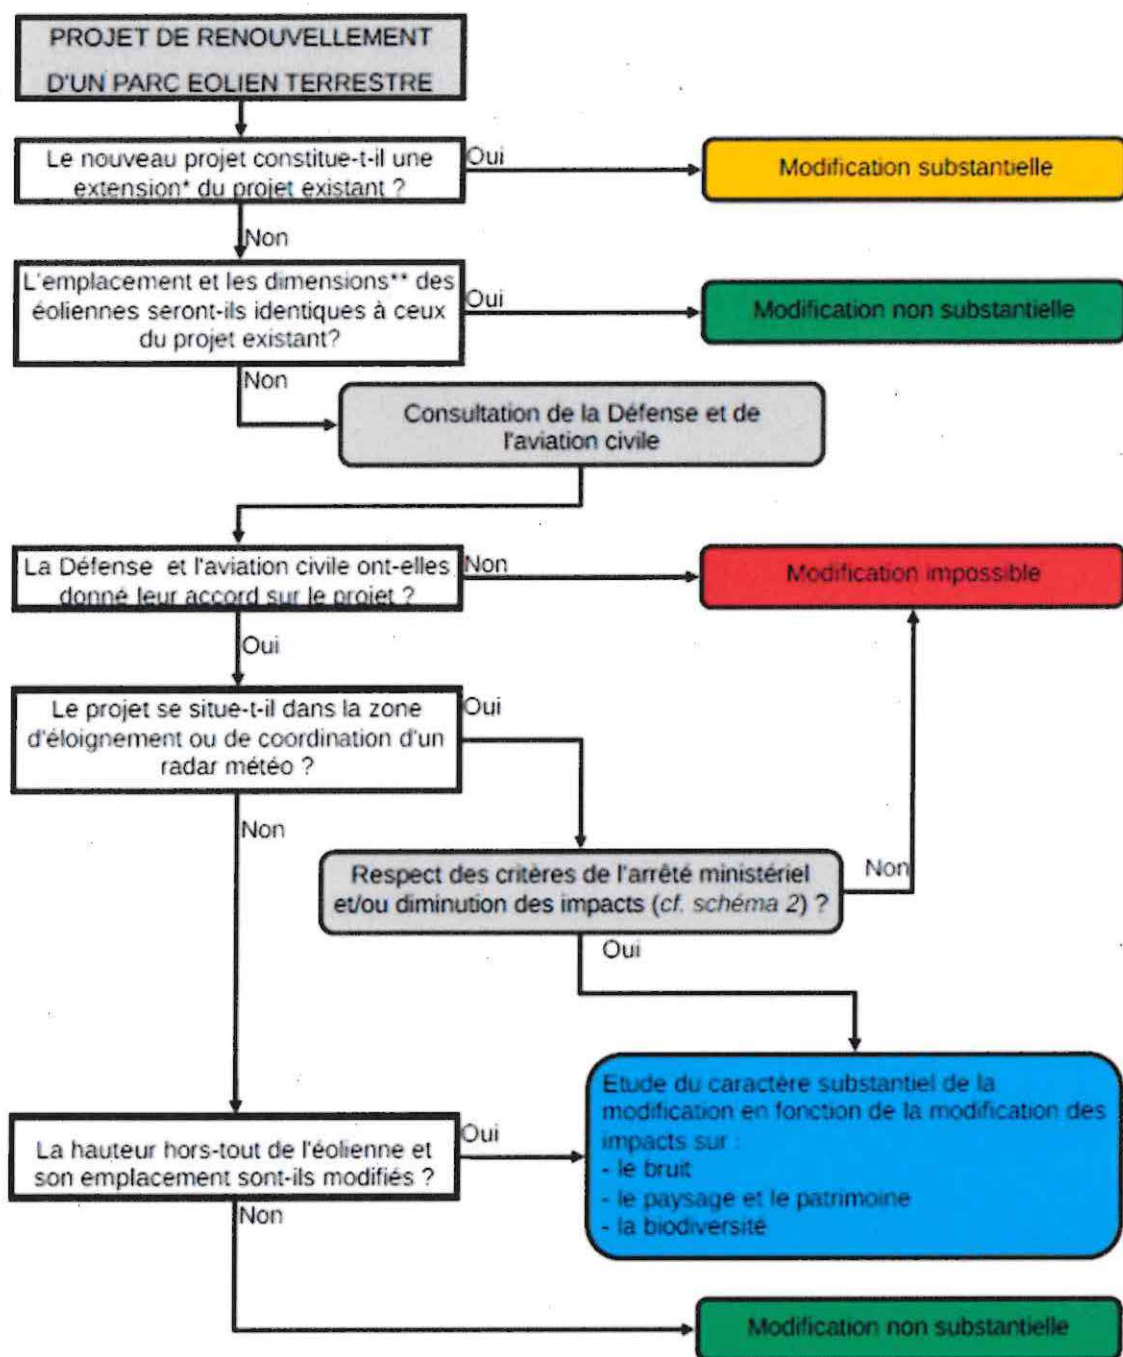 PROJET DE RENOUVELLEMENT
D'UN PARC EOLIEN TERRESTRE
Le nouveau projet constitue-t-il une
extension* du projet existant ?
Oui
Modification substantielle
Non
L'emplacement et les dimensions** des
éoliennes seront-ils identiques à ceux
du projet existant?
Oui
Modification non substantielle
Non
Consultation de la Défense et de
l'aviation civile
La Défense et l'aviation civile ont-elles
donné leur accord sur le projet ?
Non
Modification impossible
Oui
Le projet se situe-t-il dans la zone
d'éloignement ou de coordination d'un
radar météo ?
Oui
Non
Respect des critères de l'arrêté ministériel
et/ou diminution des impacts (cf. schéma 2) ?
Non
Oui
Etude du caractère substantiel de la
modification en fonction de la modification des
impacts sur :
- le bruit
- le paysage et le patrimoine
- la biodiversité
La hauteur hors-tout de l'éolienne et
son emplacement sont-ils modifiés ?
Oui
Non
Modification non substantielle